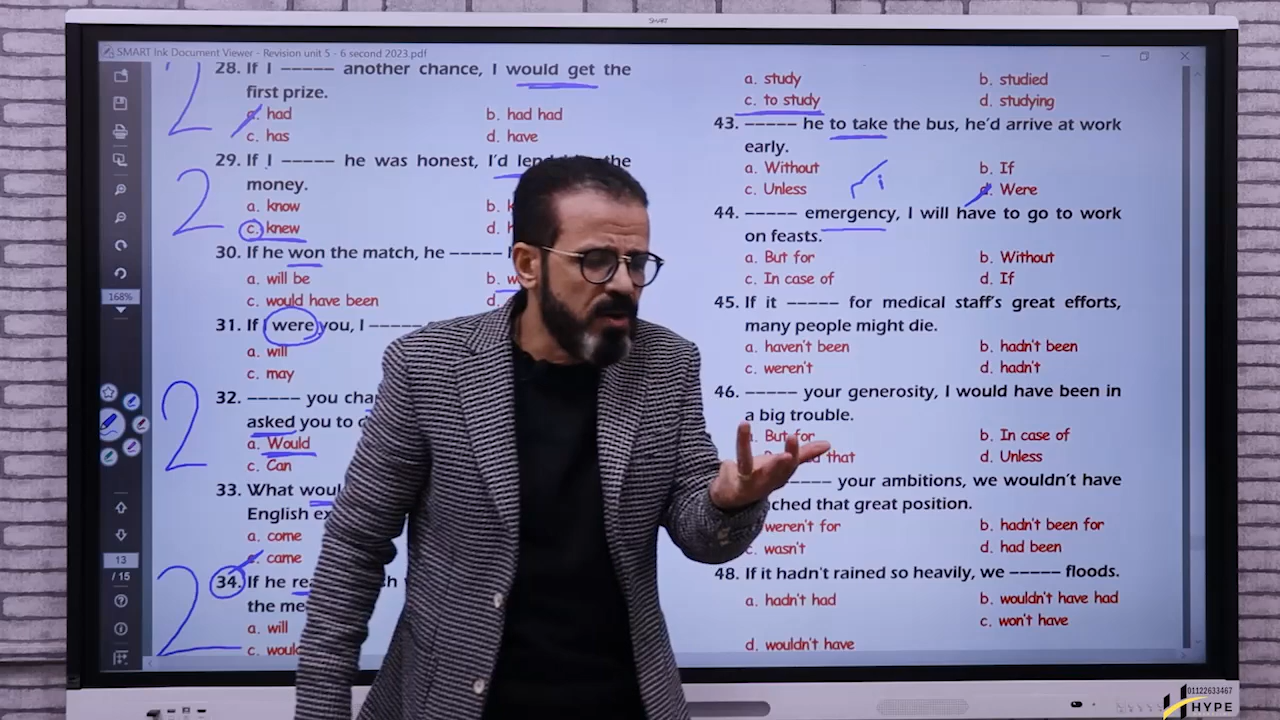 SMART
SMART Ink Document Viewer - Revision unit 5 - 6 second 2023.pdf
28. If I ----- another chance, I would get the
first prize.
a. had b. had had
c. has d. have
29. If I ----- he was honest, I'd the
money.
a. know b.
c. knew d.
30. If he won the match, he -----
a. will be b.
c. would have been d.
31. If I were you, I -----
a. will
c. may
32. ----- you
asked you to
a. Would
c. Can
33. What
English
a. come
c. came
34. If he
the
a. will
c.
a. study b. studied
c. to study d. studying
43. ----- he to take the bus, he'd arrive at work
early.
a. Without b. If
c. Unless d. Were
44. ----- emergency, I will have to go to work
on feasts.
a. But for b. Without
c. In case of d. If
45. If it ----- for medical staff's great efforts,
many people might die.
a. haven't been b. hadn't been
c. weren't d. hadn't
46. ----- your generosity, I would have been in
a big trouble.
a. But for b. In case of
that d. Unless
----- your ambitions, we wouldn't have
that great position.
weren't for b. hadn't been for
c. wasn't d. had been
48. If it hadn't rained so heavily, we ----- floods.
a. hadn't had b. wouldn't have had
c. won't have
d. wouldn't have
168%
13
/ 15
2
2
2
2
01122633467
HYPE